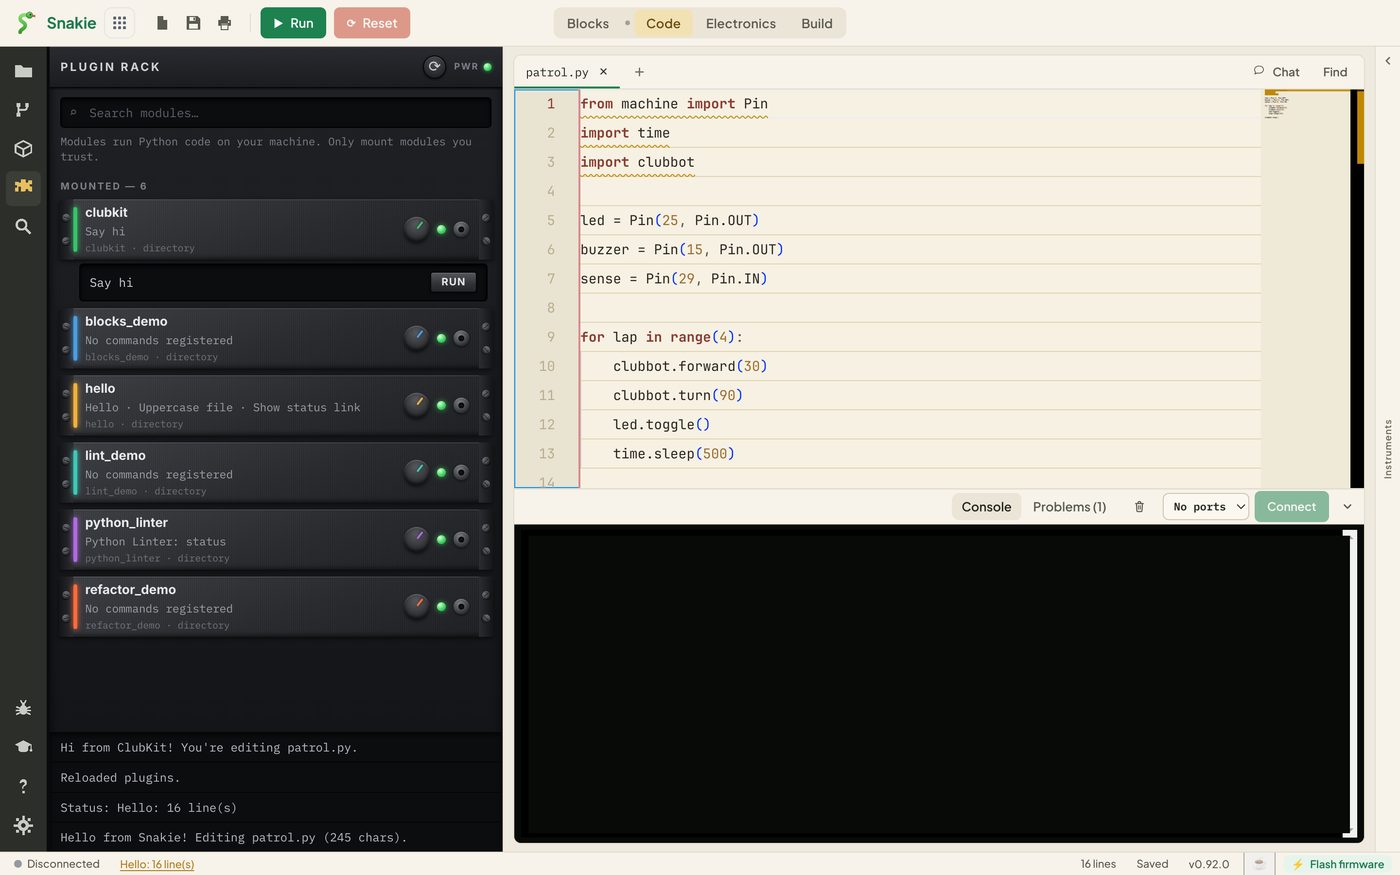 Snakie
Run
Reset
Blocks
Code
Electronics
Build
PLUGIN RACK
PWR
Search modules…
Modules run Python code on your machine. Only mount modules you
trust.
MOUNTED — 6
clubkit
Say hi
clubkit · directory
Say hi
RUN
blocks_demo
No commands registered
blocks_demo · directory
hello
Hello · Uppercase file · Show status link
hello · directory
lint_demo
No commands registered
lint_demo · directory
python_linter
Python Linter: status
python_linter · directory
refactor_demo
No commands registered
refactor_demo · directory
Hi from ClubKit! You're editing patrol.py.
Reloaded plugins.
Status: Hello: 16 line(s)
Hello from Snakie! Editing patrol.py (245 chars).
patrol.py ×
+
Chat
Find
1 from machine import Pin
2 import time
3 import clubbot
4
5 led = Pin(25, Pin.OUT)
6 buzzer = Pin(15, Pin.OUT)
7 sense = Pin(29, Pin.IN)
8
9 for lap in range(4):
10 clubbot.forward(30)
11 clubbot.turn(90)
12 led.toggle()
13 time.sleep(500)
14
Console
Problems (1)
No ports
Connect
Instruments
Disconnected
Hello: 16 line(s)
16 lines
Saved
v0.92.0
Flash firmware